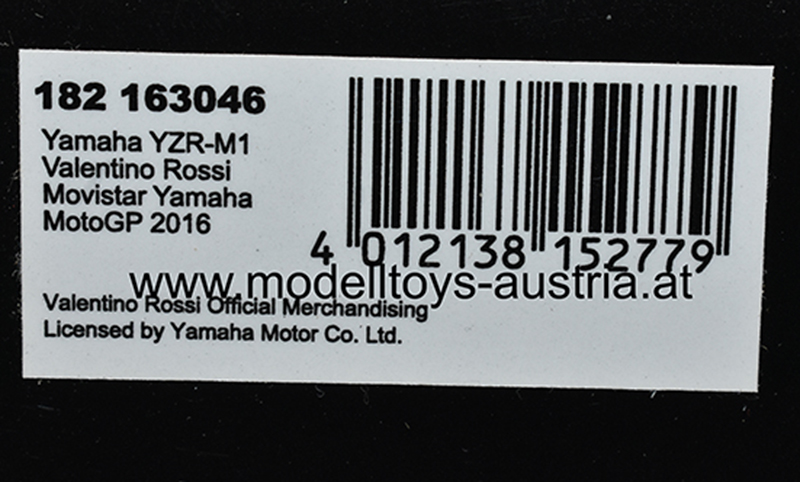 182 163046
Yamaha YZR-M1
Valentino Rossi
Movistar Yamaha
MotoGP 2016
4 012138 152779
www.modelltoys-austria.at
Valentino Rossi Official Merchandising
Licensed by Yamaha Motor Co. Ltd.